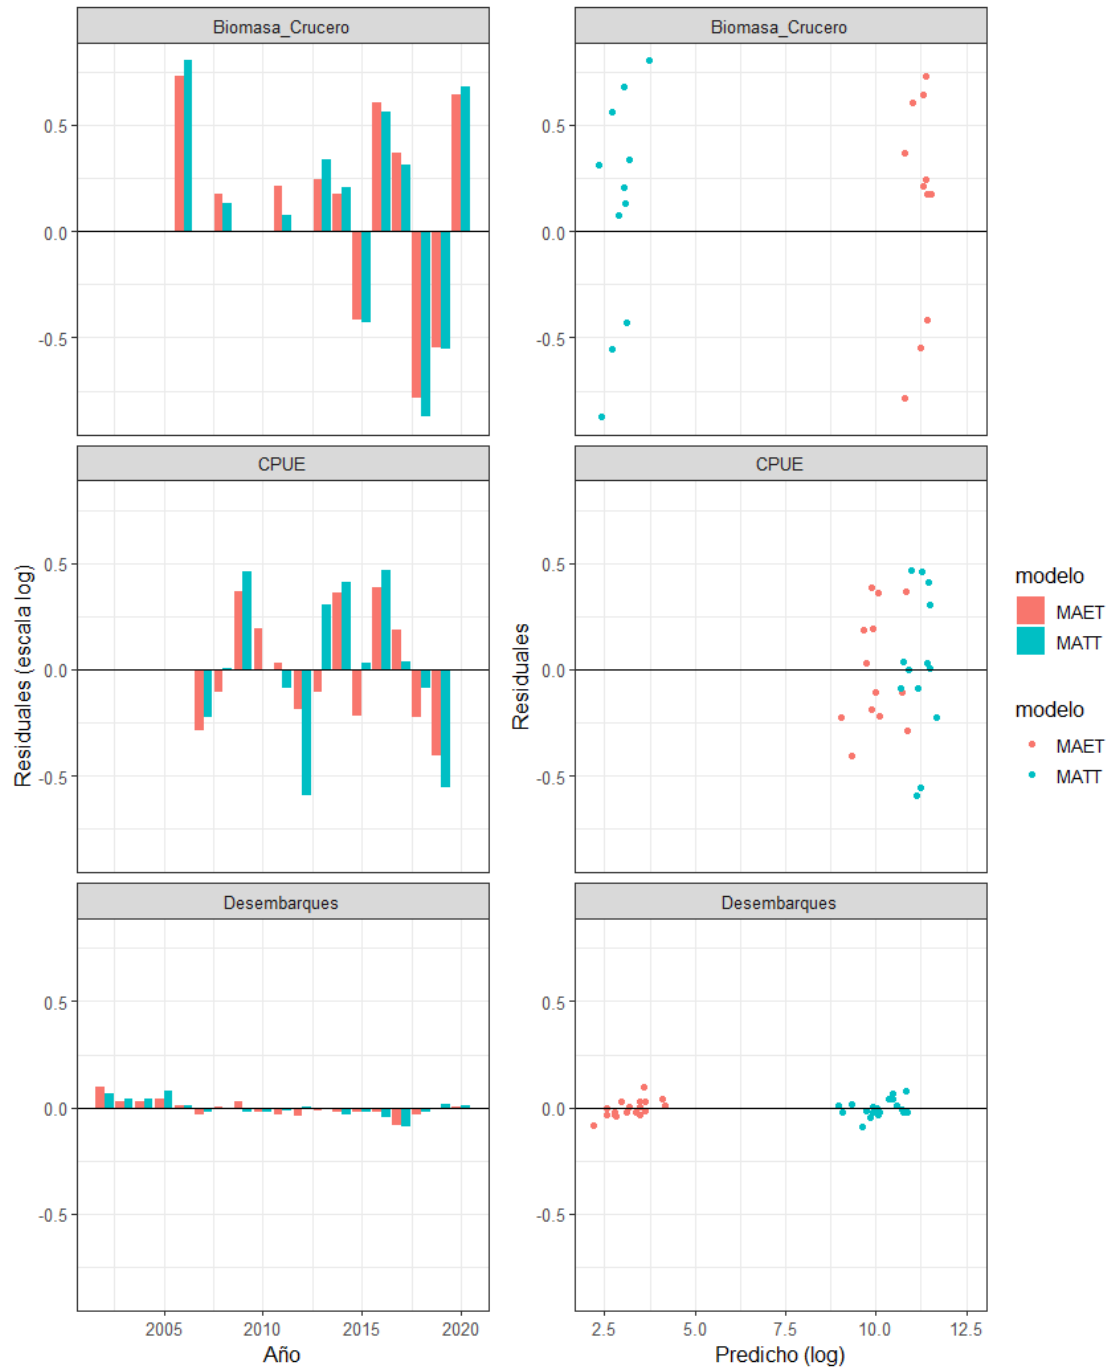 Biomasa_Crucero
Biomasa_Crucero
0.5
0.0
-0.5
0.5
0.0
-0.5
CPUE
CPUE
0.5
0.0
-0.5
0.5
0.0
-0.5
Residuales (escala log)
Residuales
modelo
MAET
MATT
modelo
MAET
MATT
Desembarques
Desembarques
0.5
0.0
-0.5
0.5
0.0
-0.5
2005 2010 2015 2020
2.5 5.0 7.5 10.0 12.5
Año
Predicho (log)